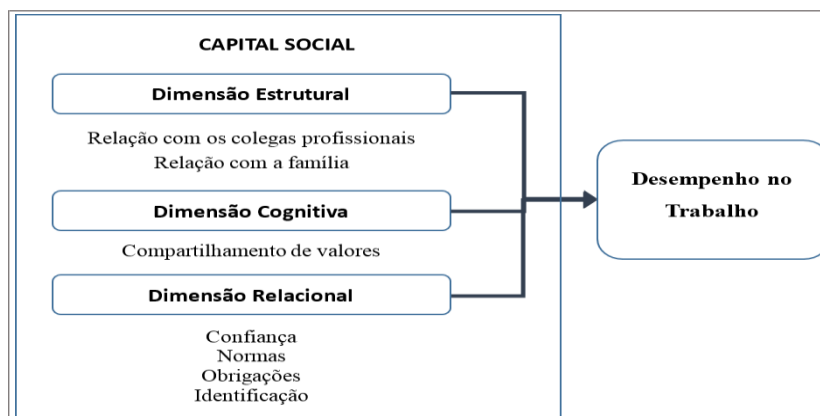 CAPITAL SOCIAL
Dimensão Estrutural
Relação com os colegas profissionais
Relação com a família
Dimensão Cognitiva
Compartilhamento de valores
Dimensão Relacional
Confiança
Normas
Obrigações
Identificação
Desempenho no
Trabalho